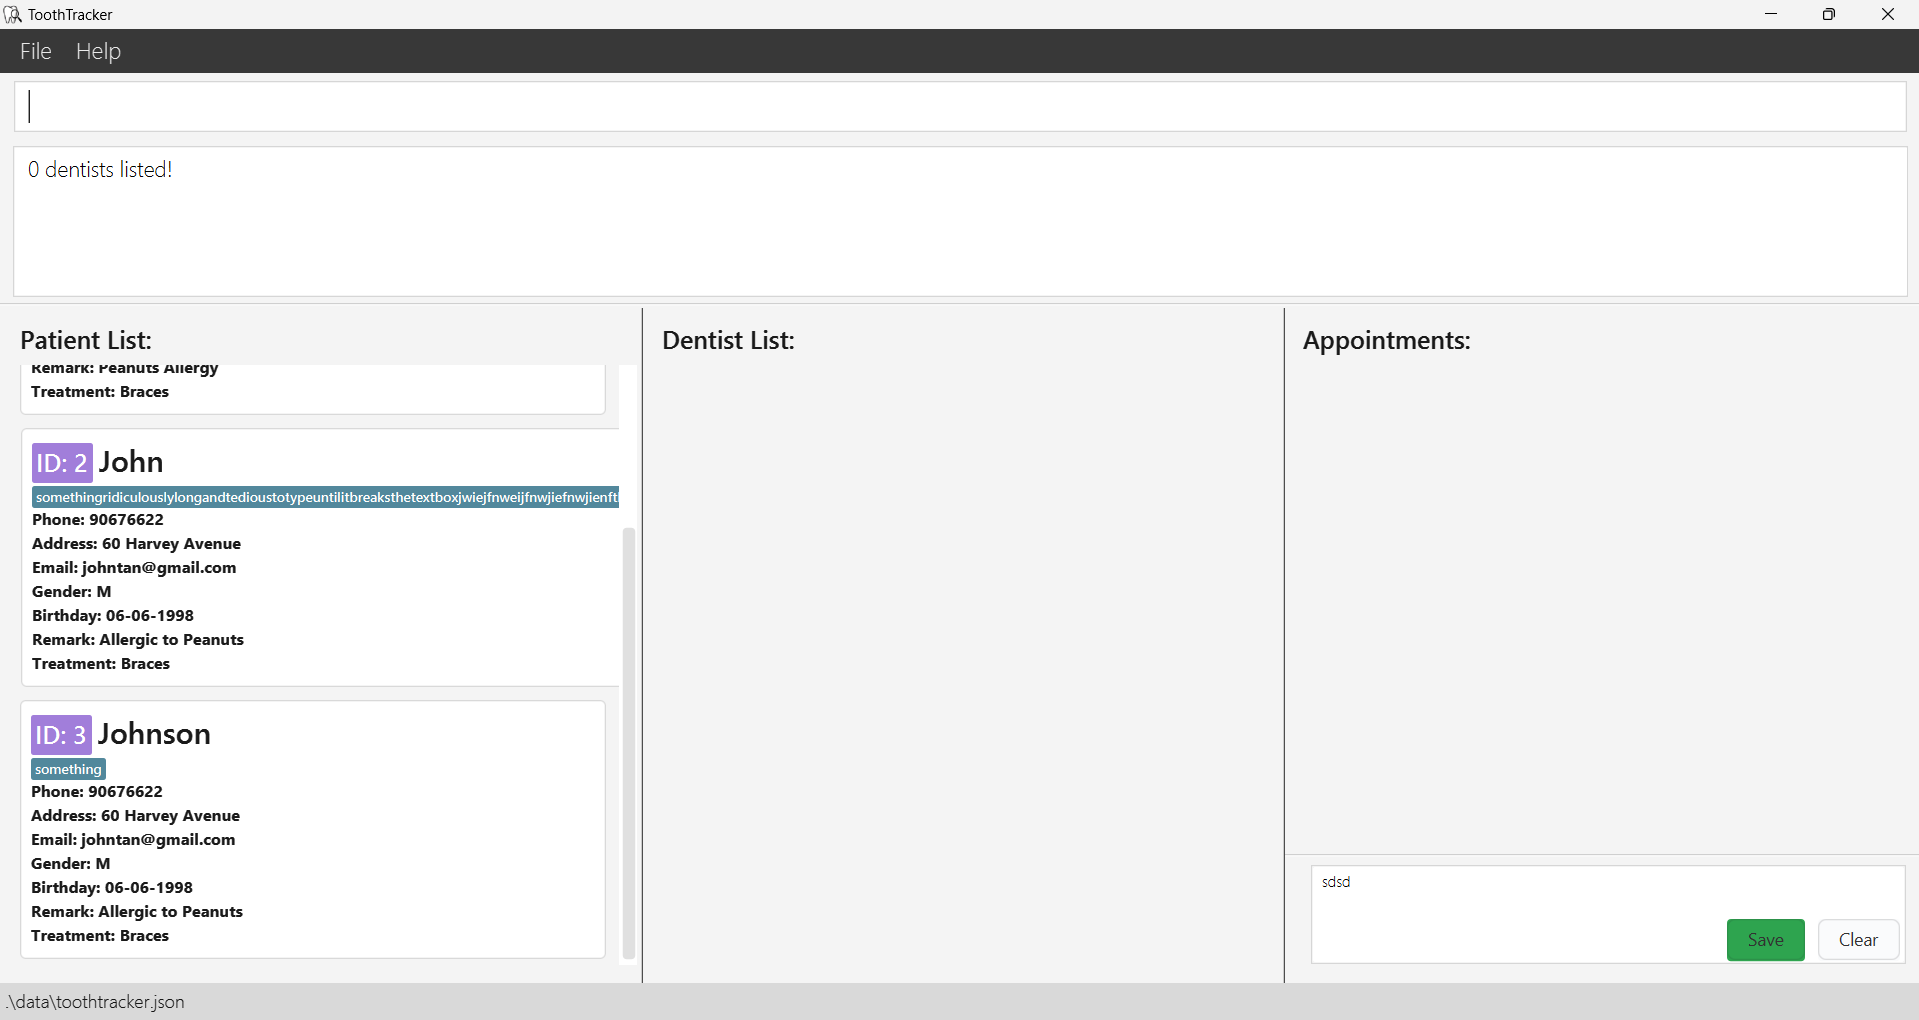 ToothTracker
File Help
0 dentists listed!
Patient List:
Remark: Peanuts Allergy
Treatment: Braces
ID: 2 John
somethingridiculouslylongandtedioustotypeuntilitbreaksthetextboxjwiejfnweijfnwjiefnwjienft
Phone: 90676622
Address: 60 Harvey Avenue
Email: johntan@gmail.com
Gender: M
Birthday: 06-06-1998
Remark: Allergic to Peanuts
Treatment: Braces
ID: 3 Johnson
something
Phone: 90676622
Address: 60 Harvey Avenue
Email: johntan@gmail.com
Gender: M
Birthday: 06-06-1998
Remark: Allergic to Peanuts
Treatment: Braces
Dentist List:
Appointments:
sdsd
Save Clear
.\data\toothtracker.json